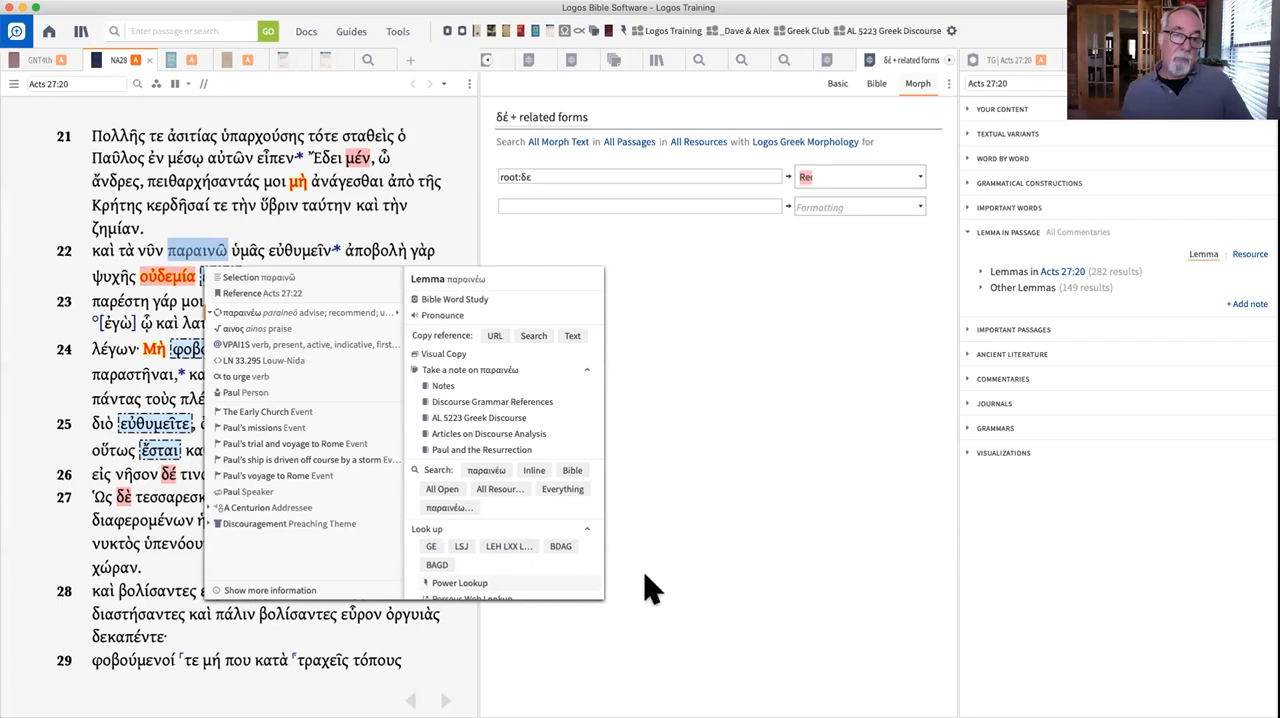 Logos Bible Software - Logos Training
Enter passage or search
GO
Docs
Guides
Tools
Logos Training
_Dave & Alex
Greek Club
AL 5223 Greek Discourse
GNT4th A
NA28 A
A
A
δέ + related forms
TG | Acts 27:20 A
Acts 27:20
Basic
Bible
Morph
Acts 27:20
21 Πολλῆς τε ἀσιτίας ὑπαρχούσης τότε σταθεὶς ὁ
Παῦλος ἐν μέσῳ αὐτῶν εἶπεν·* Ἔδει μέν, ὦ
ἄνδρες, πειθαρχήσαντάς μοι μὴ ἀνάγεσθαι ἀπὸ τῆς
Κρήτης κερδῆσαί τε τὴν ὕβριν ταύτην καὶ τὴν
ζημίαν.
22 καὶ τὰ νῦν παραινῶ ὑμᾶς εὐθυμεῖν·* ἀποβολὴ γὰρ
ψυχῆς οὐδεμία
23 παρέστη γάρ μοι
°[ἐγὼ] ᾧ καὶ λατ
24 λέγων· Μὴ φοβο
παραστῆναι,*
πάντας τοὺς
25 διὸ εὐθυμεῖτε,
οὕτως ἔσται
26 εἰς νῆσον δέ τινα
27 Ὡς δὲ τεσσαρεσκ
διαφερομένων
νυκτὸς ὑπενόου
χώραν.
28 καὶ βολίσαντες
διαστήσαντες καὶ πάλιν βολίσαντες εὗρον ὀργυιὰς
δεκαπέντε·
29 φοβούμενοί ⸀τε μή που κατὰ ⸀τραχεῖς τόπους
Selection παραινῶ
Reference Acts 27:22
παραινέω paraineō advise; recommend; u…
αινος ainos praise
VPAI1S verb, present, active, indicative, first…
LN 33.295 Louw-Nida
to urge verb
Paul Person
The Early Church Event
Paul's missions Event
Paul's trial and voyage to Rome Event
Paul's ship is driven off course by a storm Ev…
Paul's voyage to Rome Event
Paul Speaker
A Centurion Addressee
Discouragement Preaching Theme
Show more information
Lemma παραινέω
Bible Word Study
Pronounce
Copy reference: URL Search Text
Visual Copy
Take a note on παραινέω
Notes
Discourse Grammar References
AL 5223 Greek Discourse
Articles on Discourse Analysis
Paul and the Resurrection
Search: παραινέω Inline Bible
All Open All Resour… Everything
παραινέω…
Look up
GE LSJ LEH LXX L… BDAG
BAGD
Power Lookup
Perseus Web Lookup
δέ + related forms
Search All Morph Text in All Passages in All Resources with Logos Greek Morphology for
root:δε
Red
Formatting
YOUR CONTENT
TEXTUAL VARIANTS
WORD BY WORD
GRAMMATICAL CONSTRUCTIONS
IMPORTANT WORDS
LEMMA IN PASSAGE All Commentaries
Lemma Resource
Lemmas in Acts 27:20 (282 results)
Other Lemmas (149 results)
+Add note
IMPORTANT PASSAGES
ANCIENT LITERATURE
COMMENTARIES
JOURNALS
GRAMMARS
VISUALIZATIONS